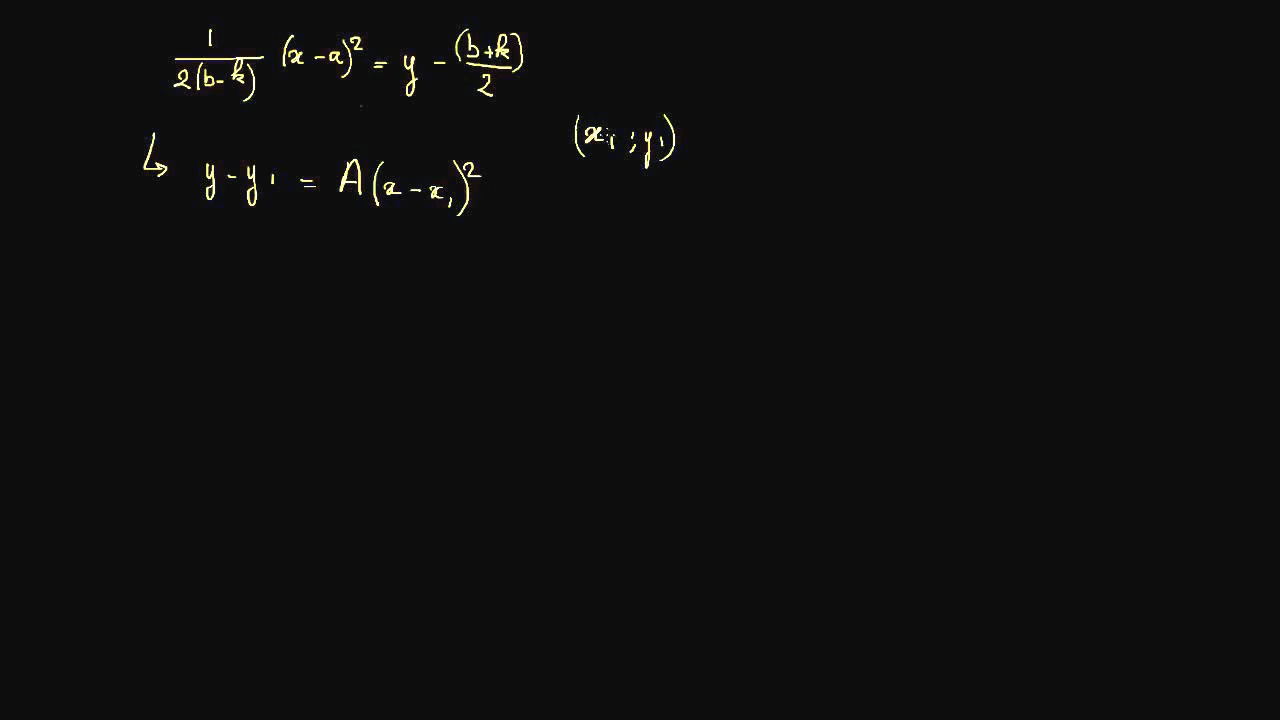 1/(2(b-k)) (x-a)² = y - (b+k)/2
(x₁ ; y₁)
↳ y - y₁ = A(x - x₁)²